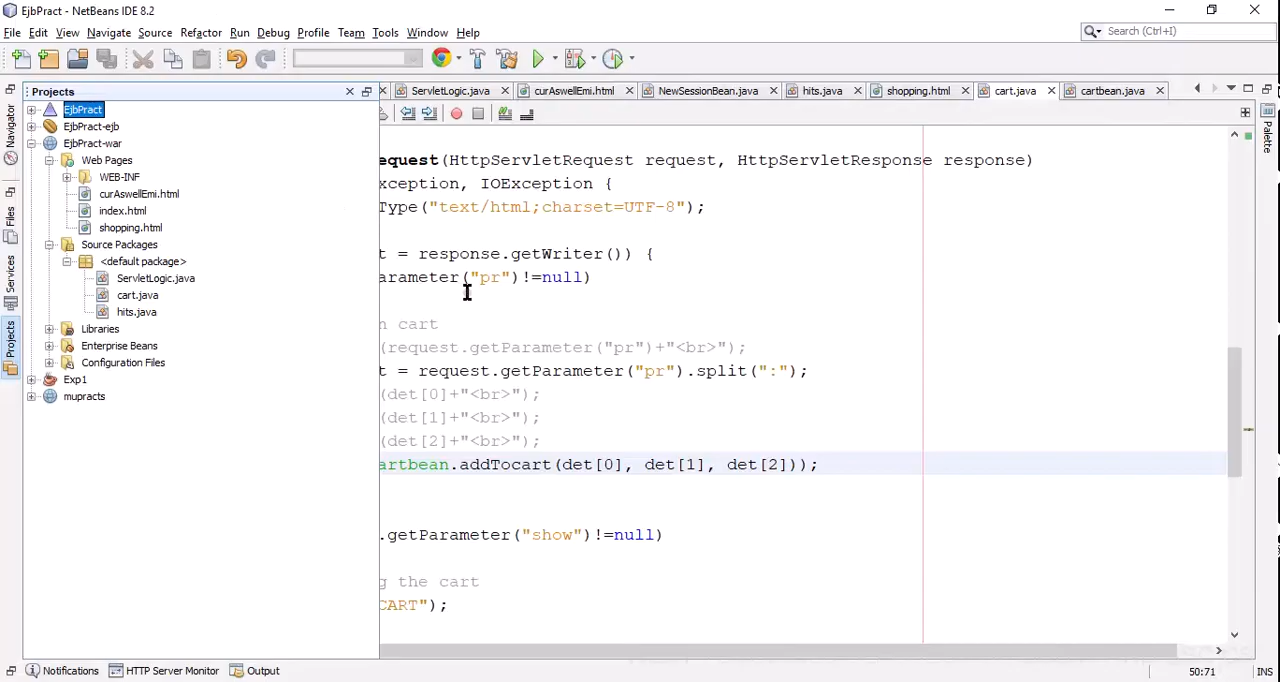 EjbPract - NetBeans IDE 8.2
File Edit View Navigate Source Refactor Run Debug Profile Team Tools Window Help
Search (Ctrl+I)
Projects
ServletLogic.java curAswellEmi.html NewSessionBean.java hits.java shopping.html cart.java cartbean.java
Navigator
Files
Services
Projects
Palette
EjbPract
EjbPract-ejb
EjbPract-war
Web Pages
WEB-INF
curAswellEmi.html
index.html
shopping.html
Source Packages
<default package>
ServletLogic.java
cart.java
hits.java
Libraries
Enterprise Beans
Configuration Files
Exp1
mupracts
equest(HttpServletRequest request, HttpServletResponse response)
xception, IOException {
Type("text/html;charset=UTF-8");
t = response.getWriter()) {
arameter("pr")!=null)
n cart
(request.getParameter("pr")+"<br>");
t = request.getParameter("pr").split(":");
(det[0]+"<br>");
(det[1]+"<br>");
(det[2]+"<br>");
artbean.addTocart(det[0], det[1], det[2]));
.getParameter("show")!=null)
g the cart
CART");
Notifications HTTP Server Monitor Output
50:71 INS